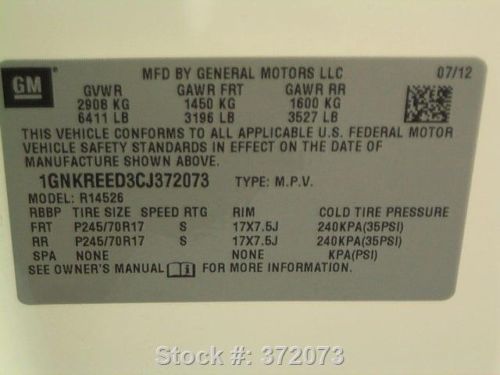 GM
MFD BY GENERAL MOTORS LLC 07/12
GVWR GAWR FRT GAWR RR
2908 KG 1450 KG 1600 KG
6411 LB 3196 LB 3527 LB
THIS VEHICLE CONFORMS TO ALL APPLICABLE U.S. FEDERAL MOTOR
VEHICLE SAFETY STANDARDS IN EFFECT ON THE DATE OF
MANUFACTURE SHOWN ABOVE.
1GNKREED3CJ372073 TYPE: M.P.V.
MODEL: R14526
RBBP TIRE SIZE SPEED RTG RIM COLD TIRE PRESSURE
FRT P245/70R17 S 17X7.5J 240KPA(35PSI)
RR P245/70R17 S 17X7.5J 240KPA(35PSI)
SPA NONE NONE KPA(PSI)
SEE OWNER'S MANUAL FOR MORE INFORMATION.
Stock #: 372073